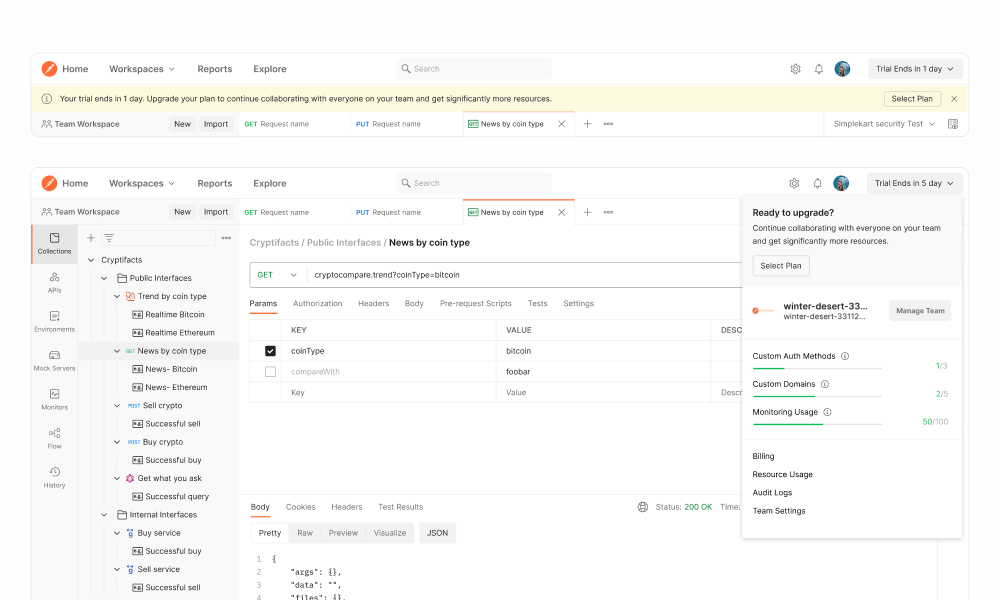 Home Workspaces Reports Explore Search Trial Ends in 1 day
Your trial ends in 1 day. Upgrade your plan to continue collaborating with everyone on your team and get significantly more resources. Select Plan
Team Workspace New Import GET Request name PUT Request name GET News by coin type Simplekart security Test
Home Workspaces Reports Explore Search Trial Ends in 5 day
Team Workspace New Import GET Request name PUT Request name GET News by coin type
Collections
APIs
Environments
Mock Servers
Monitors
Flow
History
Cryptifacts
Public Interfaces
Trend by coin type
Realtime Bitcoin
Realtime Ethereum
GET News by coin type
News- Bitcoin
News- Ethereum
POST Sell crypto
Successful sell
POST Buy crypto
Successful buy
Get what you ask
Successful query
Internal Interfaces
Buy service
Successful buy
Sell service
Successful sell
Cryptifacts / Public Interfaces / News by coin type
GET cryptocompare.trend?coinType=bitcoin
Params Authorization Headers Body Pre-request Scripts Tests Settings
KEY VALUE DESC
coinType bitcoin
compareWith foobar
Key Value Descr
Body Cookies Headers Test Results Status: 200 OK Time:
Pretty Raw Preview Visualize JSON
1 {
2 "args": {},
3 "data": "",
4 "files": {},
Ready to upgrade?
Continue collaborating with everyone on your team
and get significantly more resources.
Select Plan
winter-desert-33...
winter-desert-33112...
Manage Team
Custom Auth Methods
1/3
Custom Domains
2/5
Monitoring Usage
50/100
Billing
Resource Usage
Audit Logs
Team Settings